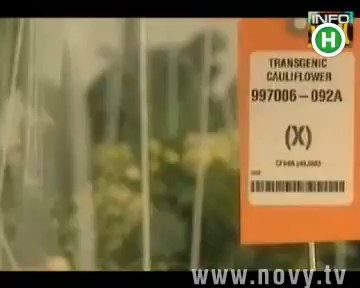 INFO
H
TRANSGENIC
CAULIFLOWER
997006-092A
(X)
www.novy.tv